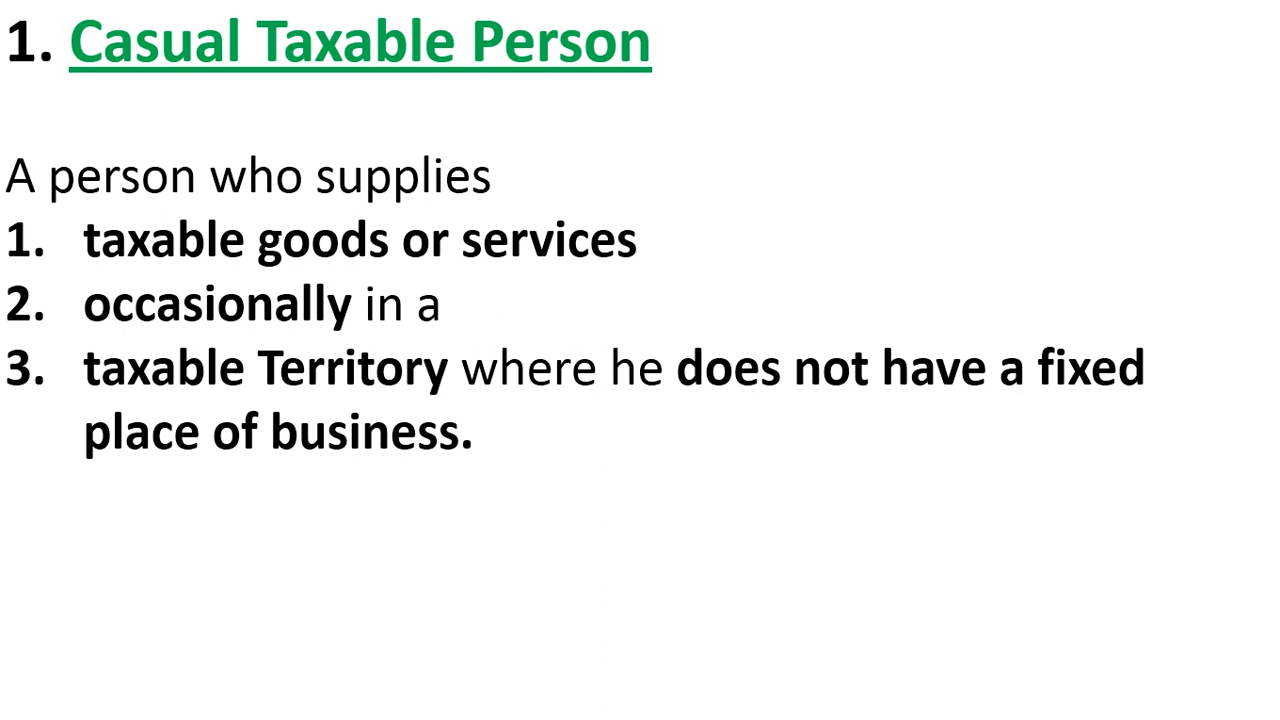 1. Casual Taxable Person
A person who supplies
1. taxable goods or services
2. occasionally in a
3. taxable Territory where he does not have a fixed
place of business.